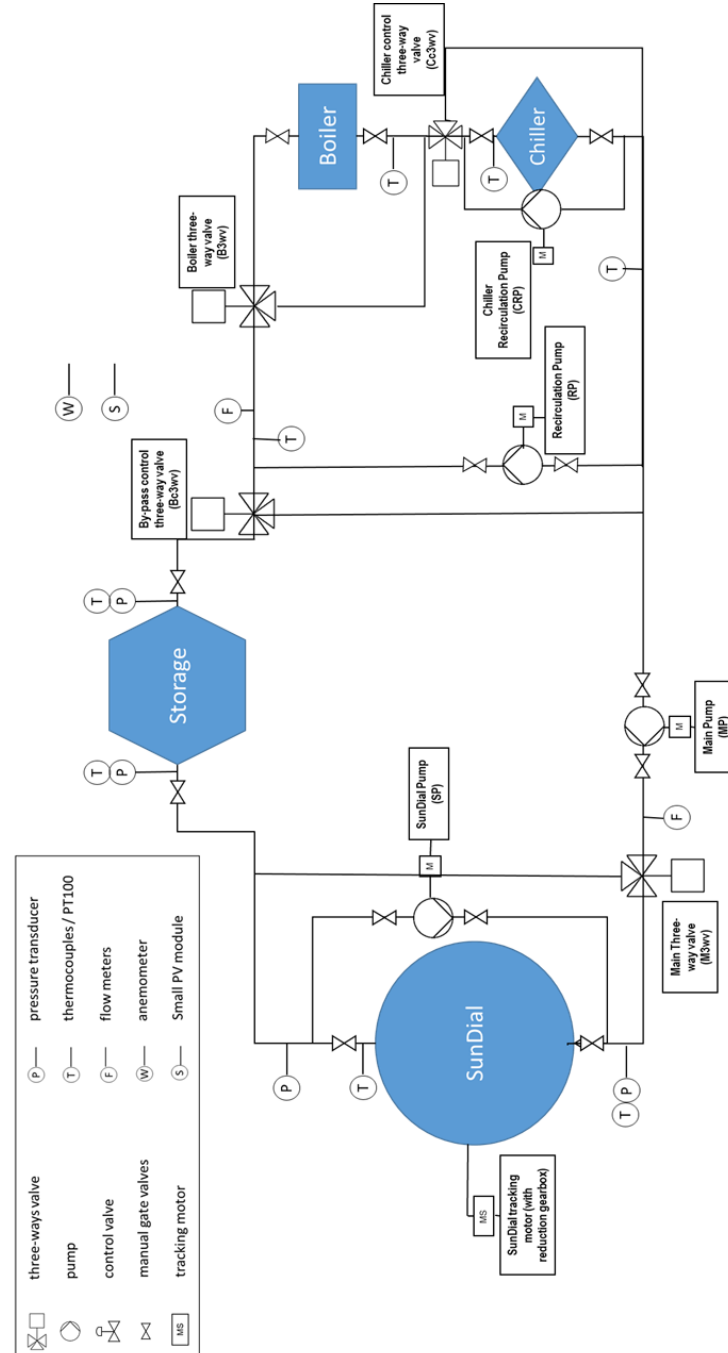 three-ways valve
pump
control valve
manual gate valves
MS
tracking motor
P
pressure transducer
T
thermocouples / PT100
F
flow meters
W
anemometer
S
Small PV module
T
P
Storage
T
P
W
S
By-pass control
three-way valve
(Bc3wv)
Boiler three-
way valve
(B3wv)
Chiller control
three-way
valve
(Cc3wv)
F
T
Boiler
T
P
T
SunDial
MS
SunDial tracking
motor (with
reduction gearbox)
T
P
M
SunDial Pump
(SP)
M
Recirculation Pump
(RP)
M
Chiller
Recirculation Pump
(CRP)
T
Chiller
T
Main Three-
way valve
(M3wv)
F
M
Main Pump
(MP)